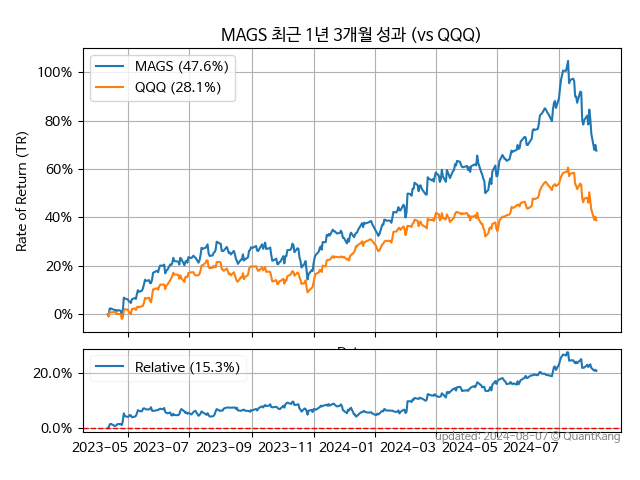 MAGS 최근 1년 3개월 성과 (vs QQQ)
Rate of Return (TR)
MAGS (47.6%)
QQQ (28.1%)
100%
80%
60%
40%
20%
0%
Relative (15.3%)
20.0%
0.0%
2023-05 2023-07 2023-09 2023-11 2024-01 2024-03 2024-05 2024-07
updated: 2024-08-07 © QuantKang